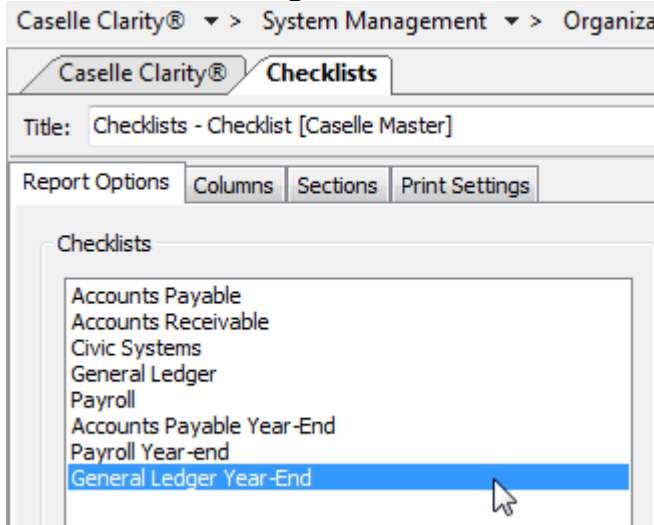 Caselle Clarity® ▾ > System Management ▾ > Organiza
Caselle Clarity® Checklists
Title: Checklists - Checklist [Caselle Master]
Report Options Columns Sections Print Settings
Checklists
Accounts Payable
Accounts Receivable
Civic Systems
General Ledger
Payroll
Accounts Payable Year-End
Payroll Year-end
General Ledger Year-End